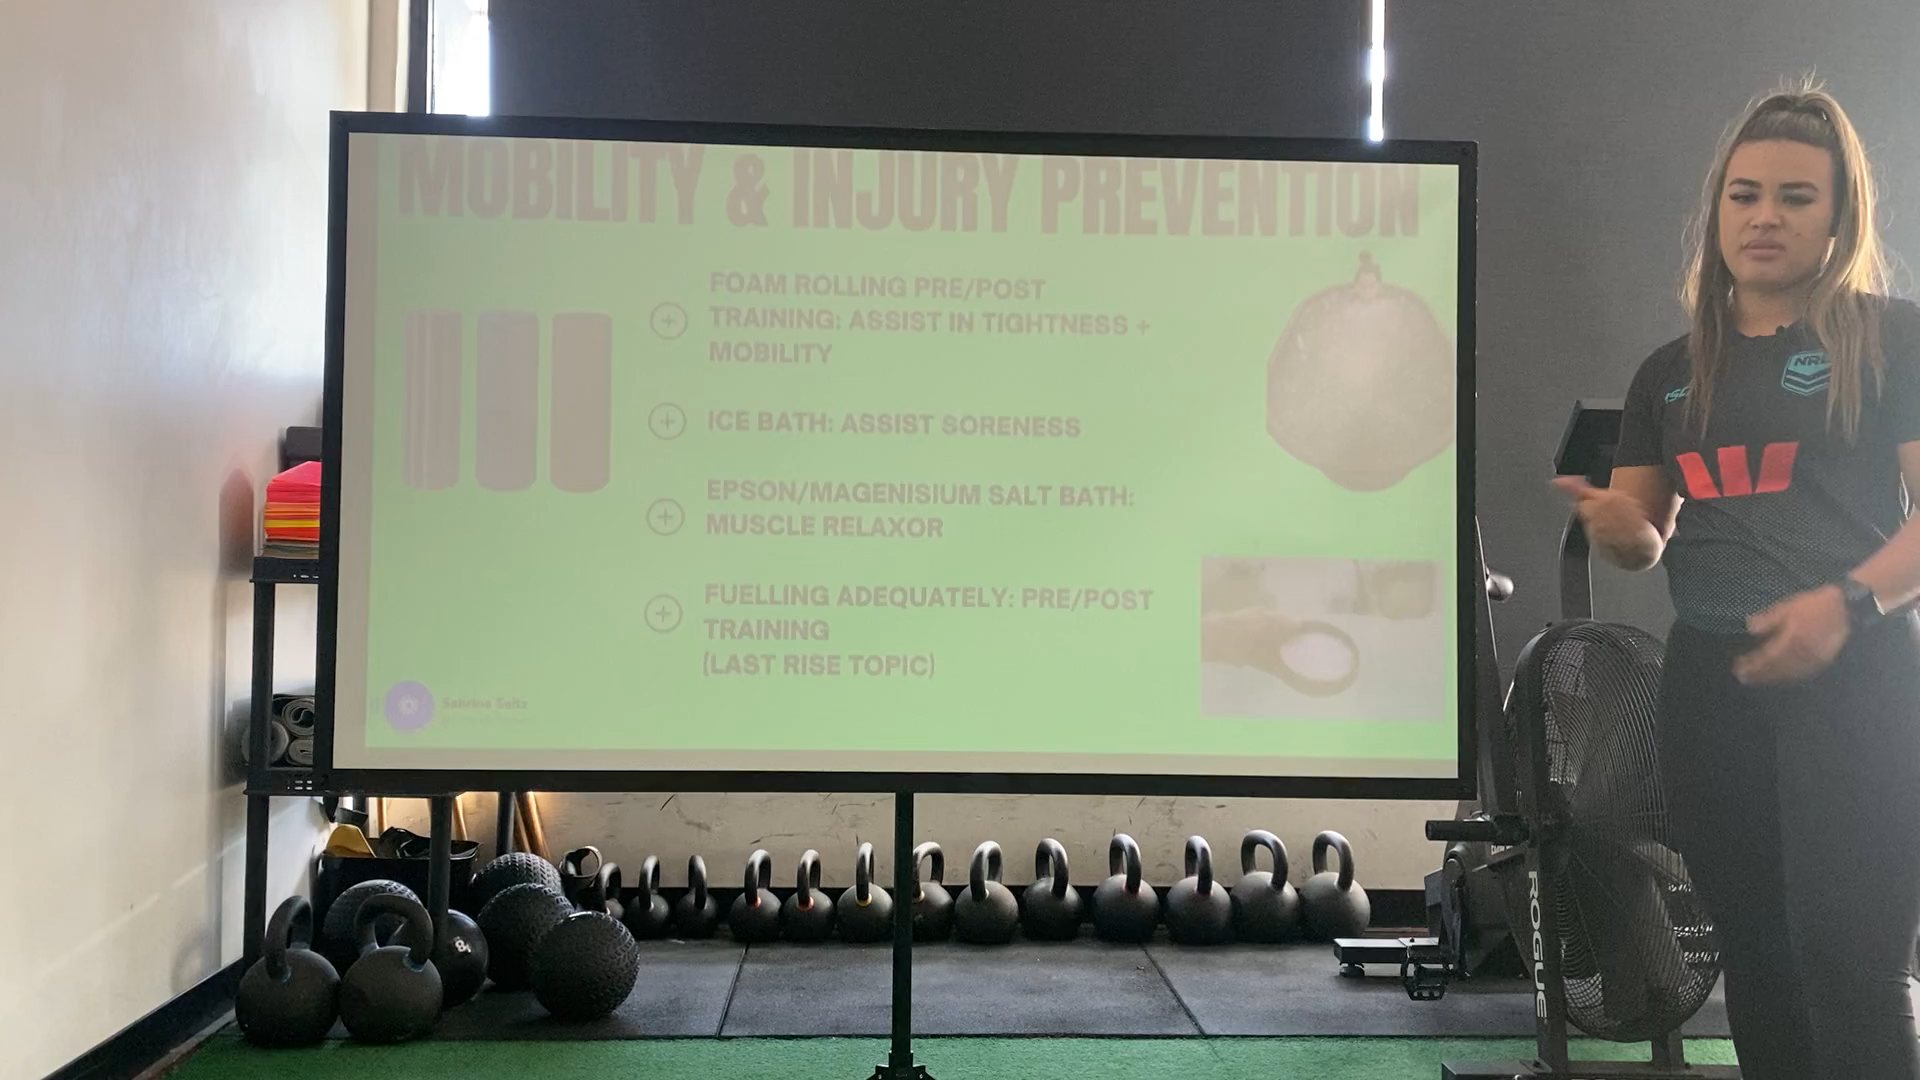 MOBILITY & INJURY PREVENTION
FOAM ROLLING PRE/POST
TRAINING: ASSIST IN TIGHTNESS +
MOBILITY
ICE BATH: ASSIST SORENESS
EPSON/MAGENISIUM SALT BATH:
MUSCLE RELAXOR
FUELLING ADEQUATELY: PRE/POST
TRAINING
(LAST RISE TOPIC)
NRL
ROGUE